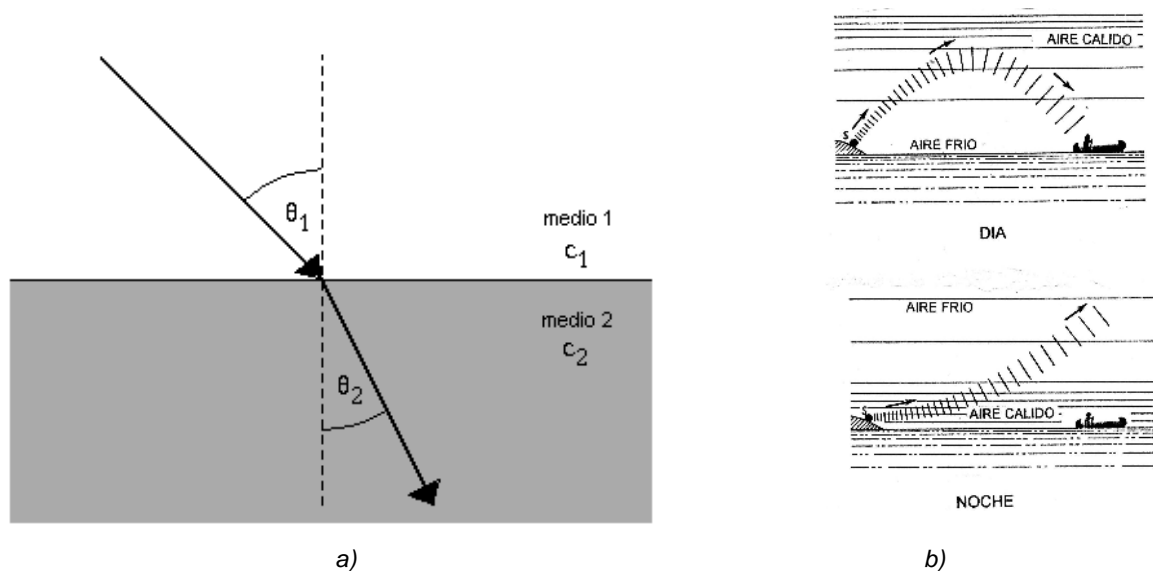 θ1
medio 1
c1
medio 2
c2
θ2
a)
AIRE CALIDO
S
AIRE FRIO
DIA
AIRE FRIO
S
AIRE CALIDO
NOCHE
b)